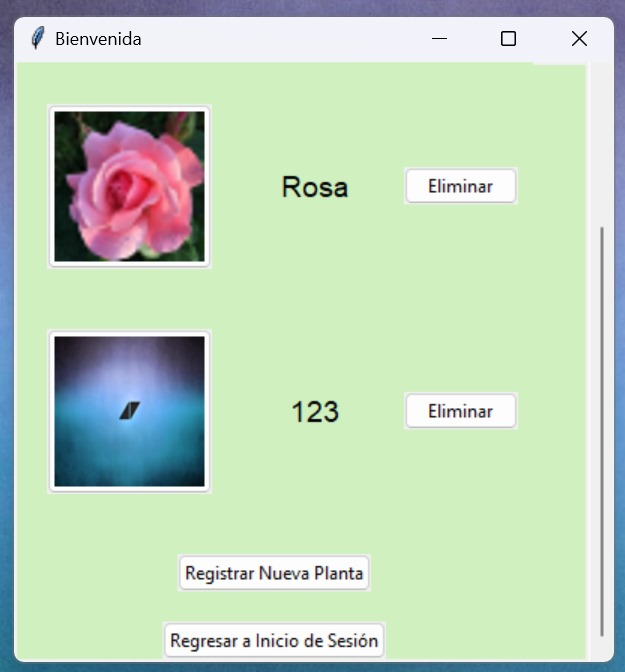 Bienvenida
Rosa
Eliminar
123
Eliminar
Registrar Nueva Planta
Regresar a Inicio de Sesión